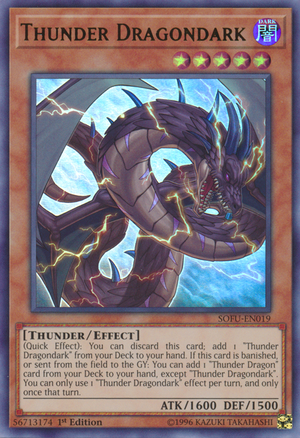 THUNDER DRAGONDARK
DARK
闇
SOFU-EN019
[THUNDER/EFFECT]
(Quick Effect): You can discard this card; add 1 "Thunder
Dragondark" from your Deck to your hand. If this card is banished,
or sent from the field to the GY: You can add 1 "Thunder Dragon"
card from your Deck to your hand, except "Thunder Dragondark".
You can only use 1 "Thunder Dragondark" effect per turn, and only
once that turn.
ATK/1600 DEF/1500
56713174 1st Edition ©1996 KAZUKI TAKAHASHI